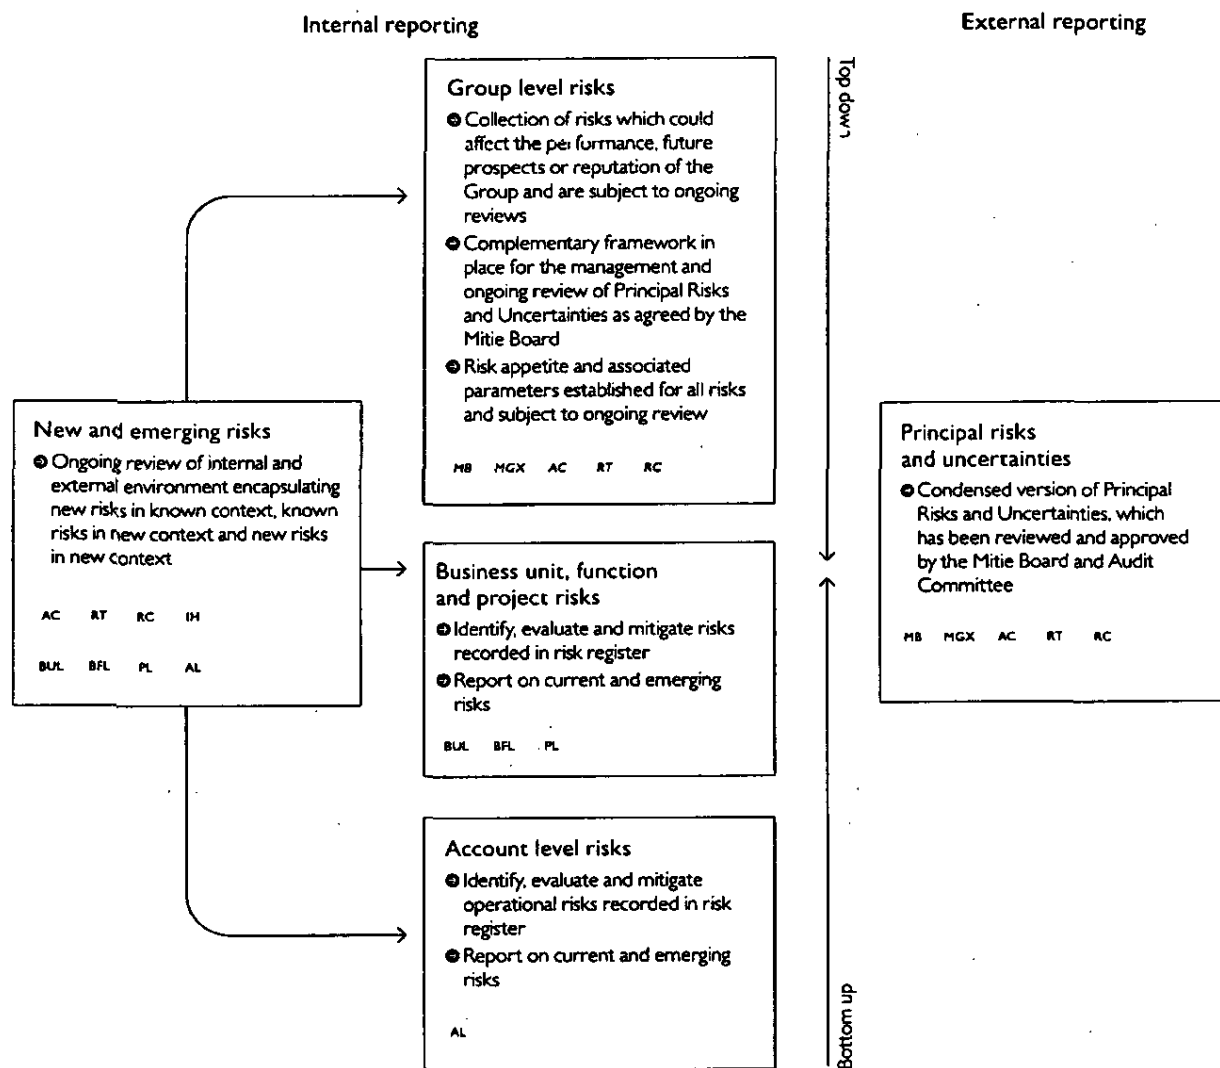 Internal reporting
External reporting
Group level risks
Collection of risks which could
affect the performance, future
prospects or reputation of the
Group and are subject to ongoing
reviews
Complementary framework in
place for the management and
ongoing review of Principal Risks
and Uncertainties as agreed by the
Mitie Board
Risk appetite and associated
parameters established for all risks
and subject to ongoing review
MB MGX AC RT RC
Top down
New and emerging risks
Ongoing review of internal and
external environment encapsulating
new risks in known context, known
risks in new context and new risks
in new context
AC RT RC IH
BUL BFL PL AL
Business unit, function
and project risks
Identify, evaluate and mitigate risks
recorded in risk register
Report on current and emerging
risks
BUL BFL PL
Account level risks
Identify, evaluate and mitigate
operational risks recorded in risk
register
Report on current and emerging
risks
AL
Bottom up
Principal risks
and uncertainties
Condensed version of Principal
Risks and Uncertainties, which
has been reviewed and approved
by the Mitie Board and Audit
Committee
MB MGX AC RT RC